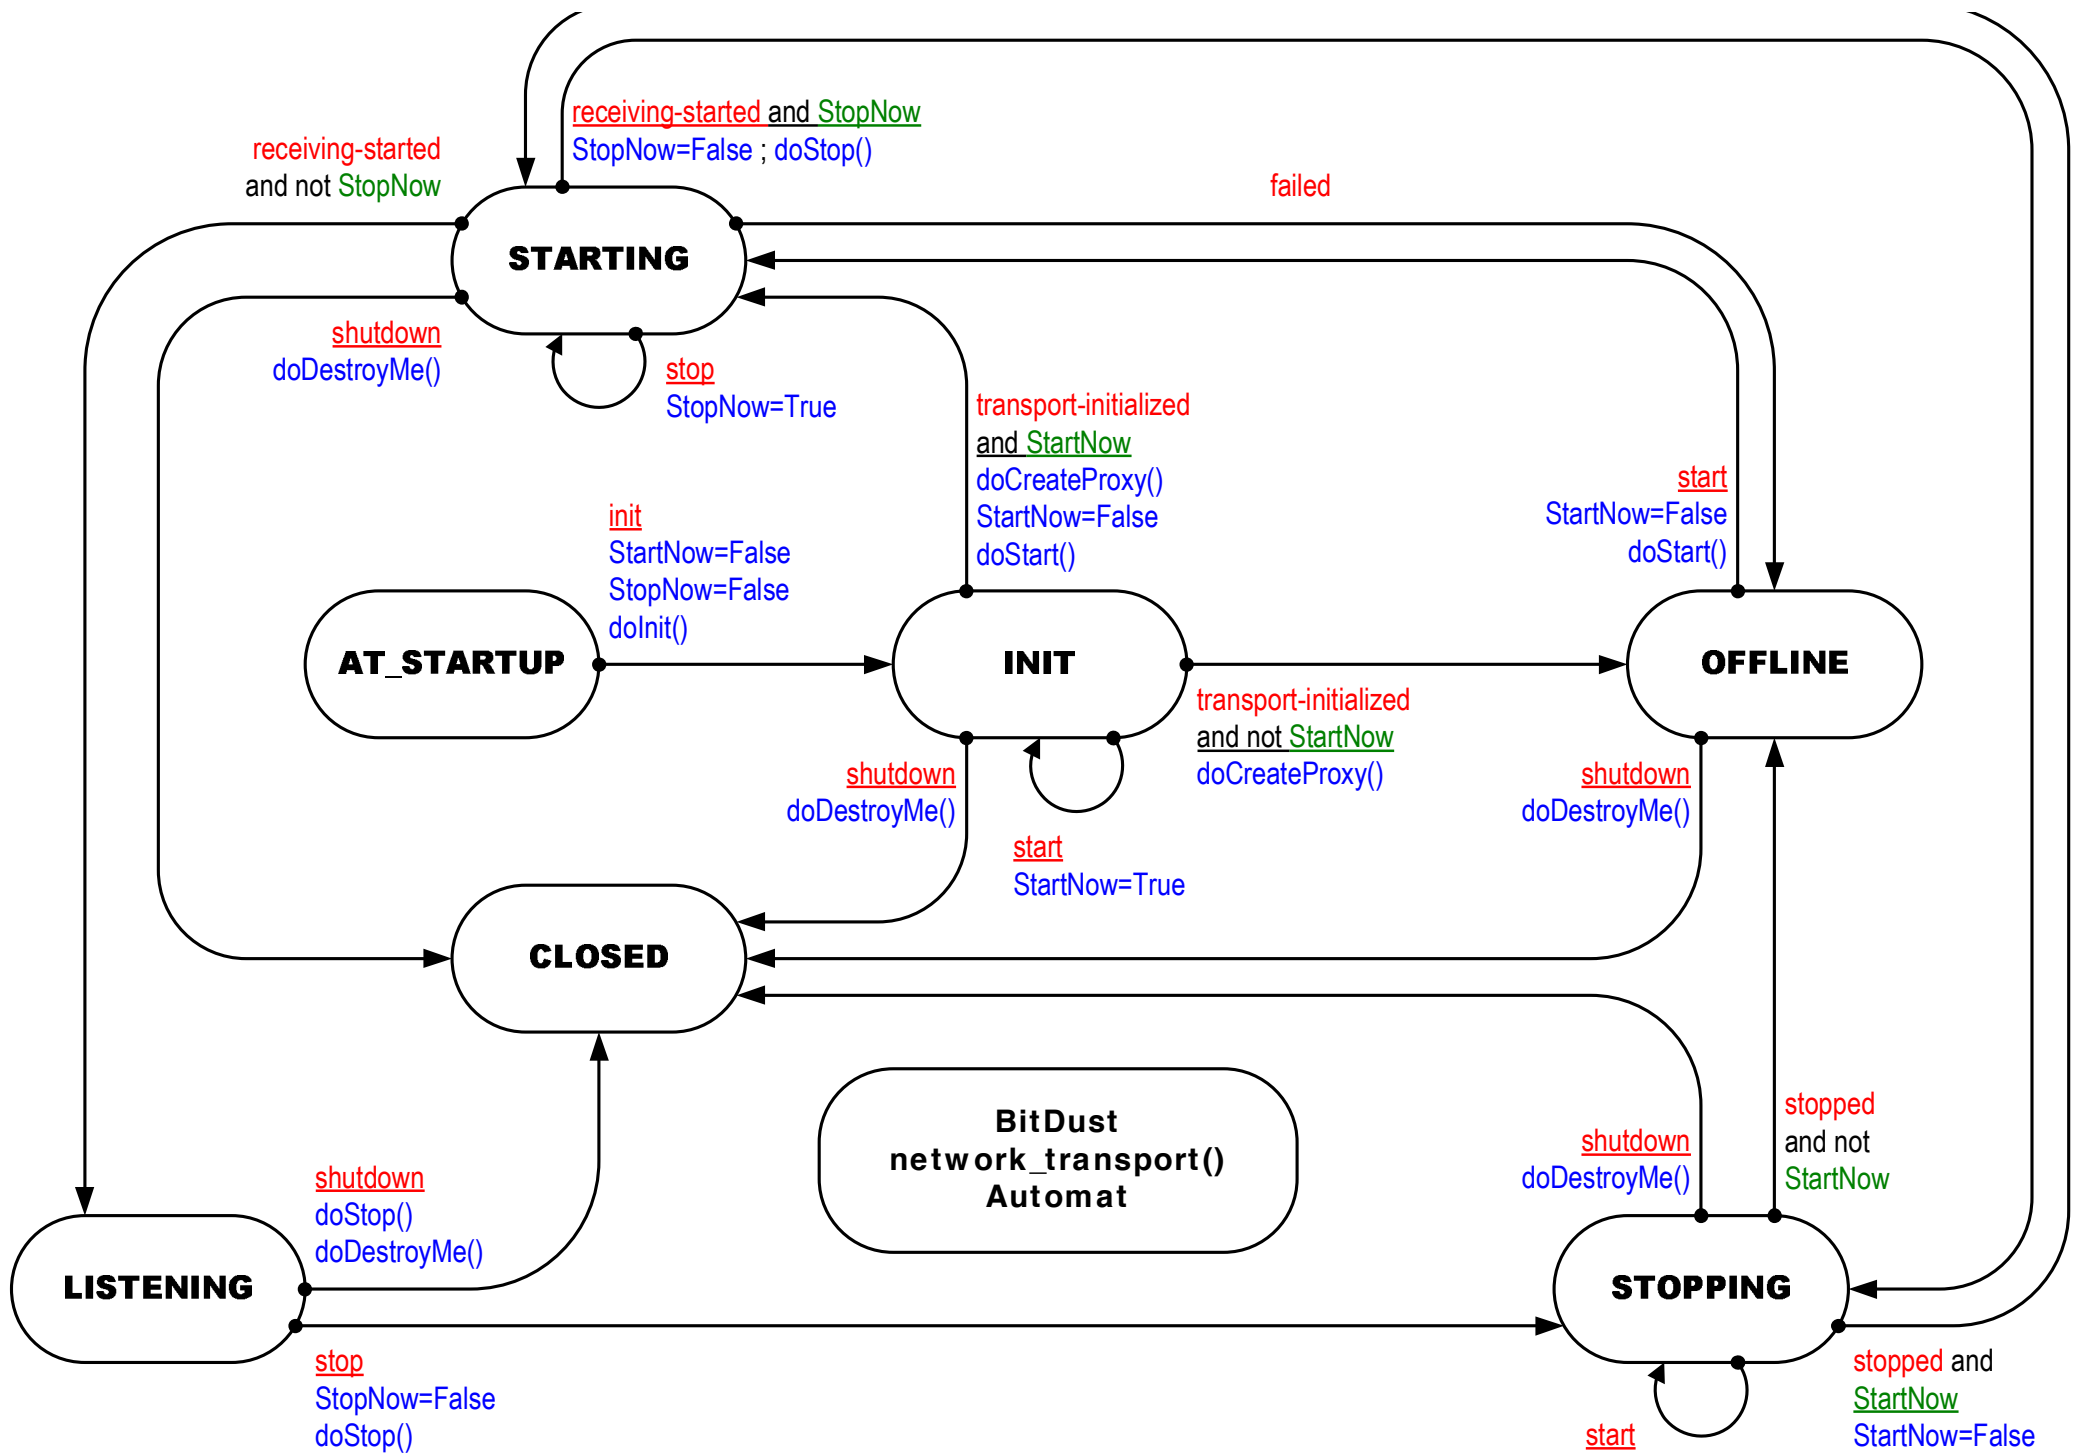 receiving-started and StopNow
StopNow=False ; doStop()
receiving-started
and not StopNow
failed
STARTING
shutdown
doDestroyMe()
stop
StopNow=True
transport-initialized
and StartNow
doCreateProxy()
StartNow=False
doStart()
start
StartNow=False
doStart()
init
StartNow=False
StopNow=False
doInit()
AT_STARTUP
INIT
OFFLINE
transport-initialized
and not StartNow
doCreateProxy()
shutdown
doDestroyMe()
shutdown
doDestroyMe()
start
StartNow=True
CLOSED
BitDust
network_transport()
Automat
stopped
and not
StartNow
shutdown
doDestroyMe()
shutdown
doStop()
doDestroyMe()
LISTENING
STOPPING
stop
StopNow=False
doStop()
stopped and
StartNow
StartNow=False
start